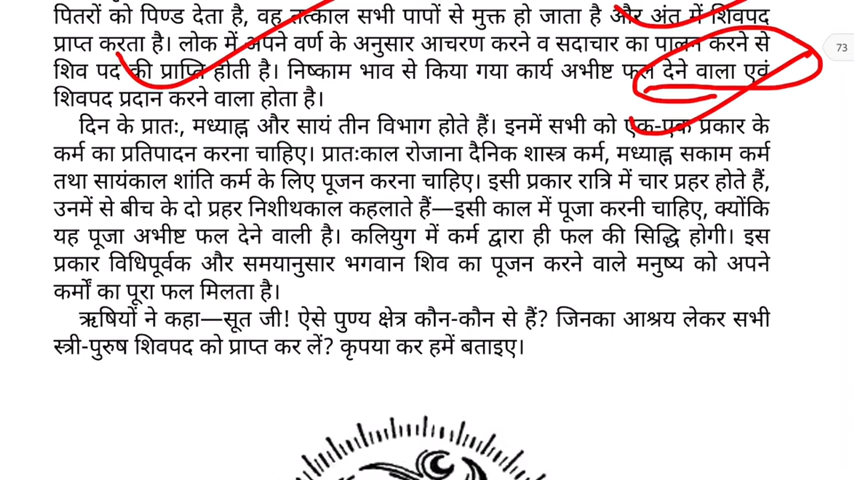 पितरों को पिण्ड देता है, वह तत्काल सभी पापों से मुक्त हो जाता है और अंत में शिवपद
प्राप्त करता है। लोक में अपने वर्ण के अनुसार आचरण करने व सदाचार का पालन करने से
शिव पद की प्राप्ति होती है। निष्काम भाव से किया गया कार्य अभीष्ट फल देने वाला एवं
शिवपद प्रदान करने वाला होता है।
दिन के प्रातः, मध्याह्न और सायं तीन विभाग होते हैं। इनमें सभी को एक-एक प्रकार के
कर्म का प्रतिपादन करना चाहिए। प्रातःकाल रोजाना दैनिक शास्त्र कर्म, मध्याह्न सकाम कर्म
तथा सायंकाल शांति कर्म के लिए पूजन करना चाहिए। इसी प्रकार रात्रि में चार प्रहर होते हैं,
उनमें से बीच के दो प्रहर निशीथकाल कहलाते हैं—इसी काल में पूजा करनी चाहिए, क्योंकि
यह पूजा अभीष्ट फल देने वाली है। कलियुग में कर्म द्वारा ही फल की सिद्धि होगी। इस
प्रकार विधिपूर्वक और समयानुसार भगवान शिव का पूजन करने वाले मनुष्य को अपने
कर्मों का पूरा फल मिलता है।
ऋषियों ने कहा—सूत जी! ऐसे पुण्य क्षेत्र कौन-कौन से हैं? जिनका आश्रय लेकर सभी
स्त्री-पुरुष शिवपद को प्राप्त कर लें? कृपया कर हमें बताइए।
73